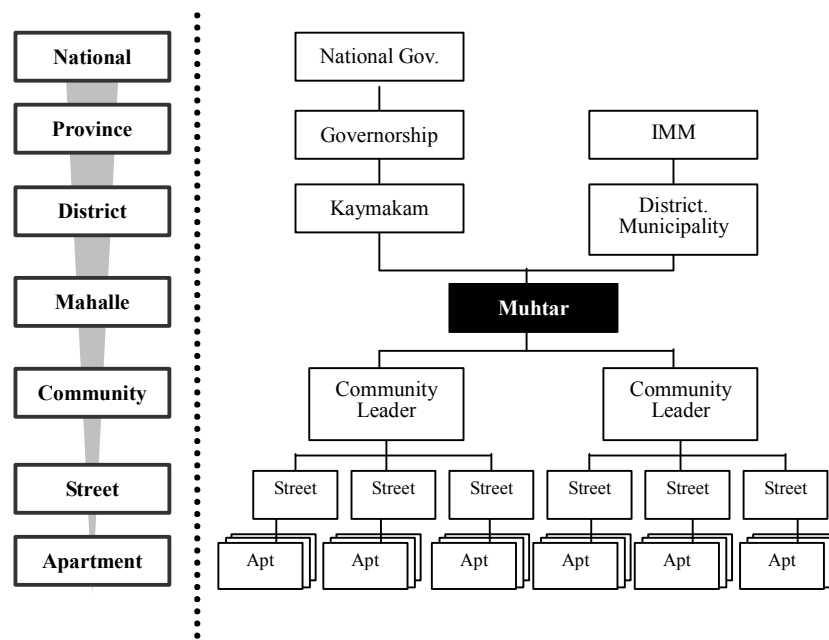 National
National Gov.
Province
Governorship
IMM
District
Kaymakam
District.
Municipality
Mahalle
Muhtar
Community
Community
Leader
Community
Leader
Street
Street
Street
Street
Street
Street
Street
Apartment
Apt
Apt
Apt
Apt
Apt
Apt